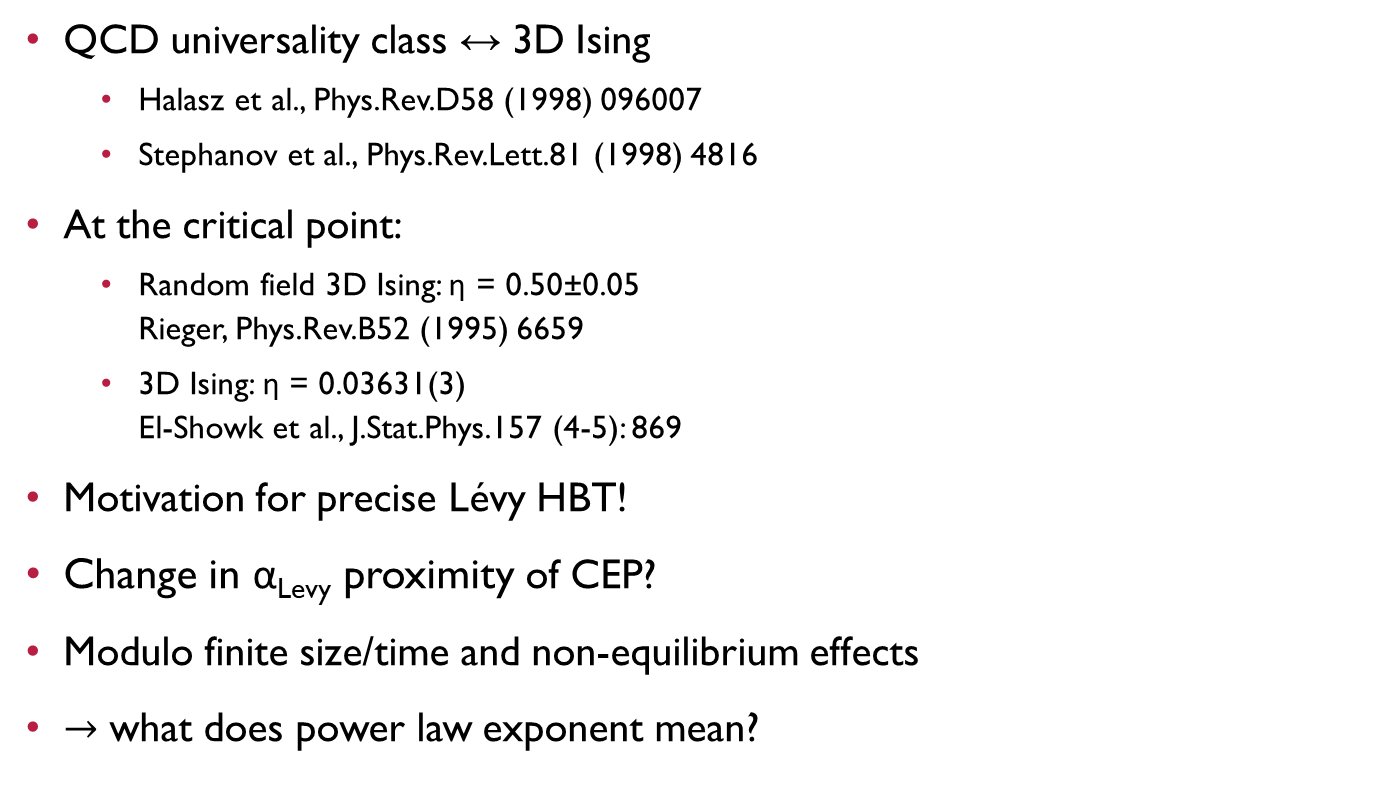 • QCD universality class ↔ 3D Ising
• Halasz et al., Phys.Rev.D58 (1998) 096007
• Stephanov et al., Phys.Rev.Lett.81 (1998) 4816
• At the critical point:
• Random field 3D Ising: η = 0.50±0.05
Rieger, Phys.Rev.B52 (1995) 6659
• 3D Ising: η = 0.03631(3)
El-Showk et al., J.Stat.Phys.157 (4-5): 869
• Motivation for precise Lévy HBT!
• Change in α_Levy proximity of CEP?
• Modulo finite size/time and non-equilibrium effects
• → what does power law exponent mean?